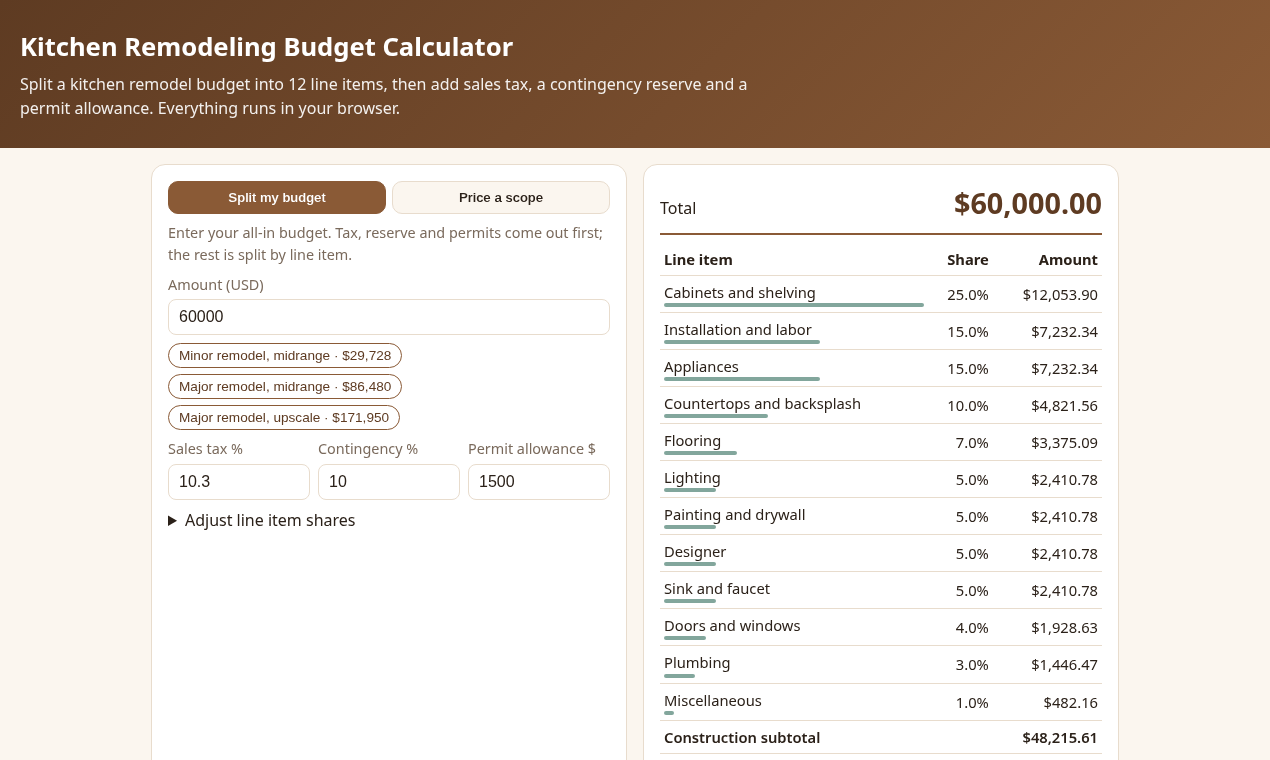 Kitchen Remodeling Budget Calculator
Split a kitchen remodel budget into 12 line items, then add sales tax, a contingency reserve and a
permit allowance. Everything runs in your browser.
Split my budget
Price a scope
Enter your all-in budget. Tax, reserve and permits come out first;
the rest is split by line item.
Amount (USD)
60000
Minor remodel, midrange · $29,728
Major remodel, midrange · $86,480
Major remodel, upscale · $171,950
Sales tax % Contingency % Permit allowance $
10.3 10 1500
▶ Adjust line item shares
Total $60,000.00
Line item Share Amount
Cabinets and shelving 25.0% $12,053.90
Installation and labor 15.0% $7,232.34
Appliances 15.0% $7,232.34
Countertops and backsplash 10.0% $4,821.56
Flooring 7.0% $3,375.09
Lighting 5.0% $2,410.78
Painting and drywall 5.0% $2,410.78
Designer 5.0% $2,410.78
Sink and faucet 5.0% $2,410.78
Doors and windows 4.0% $1,928.63
Plumbing 3.0% $1,446.47
Miscellaneous 1.0% $482.16
Construction subtotal $48,215.61